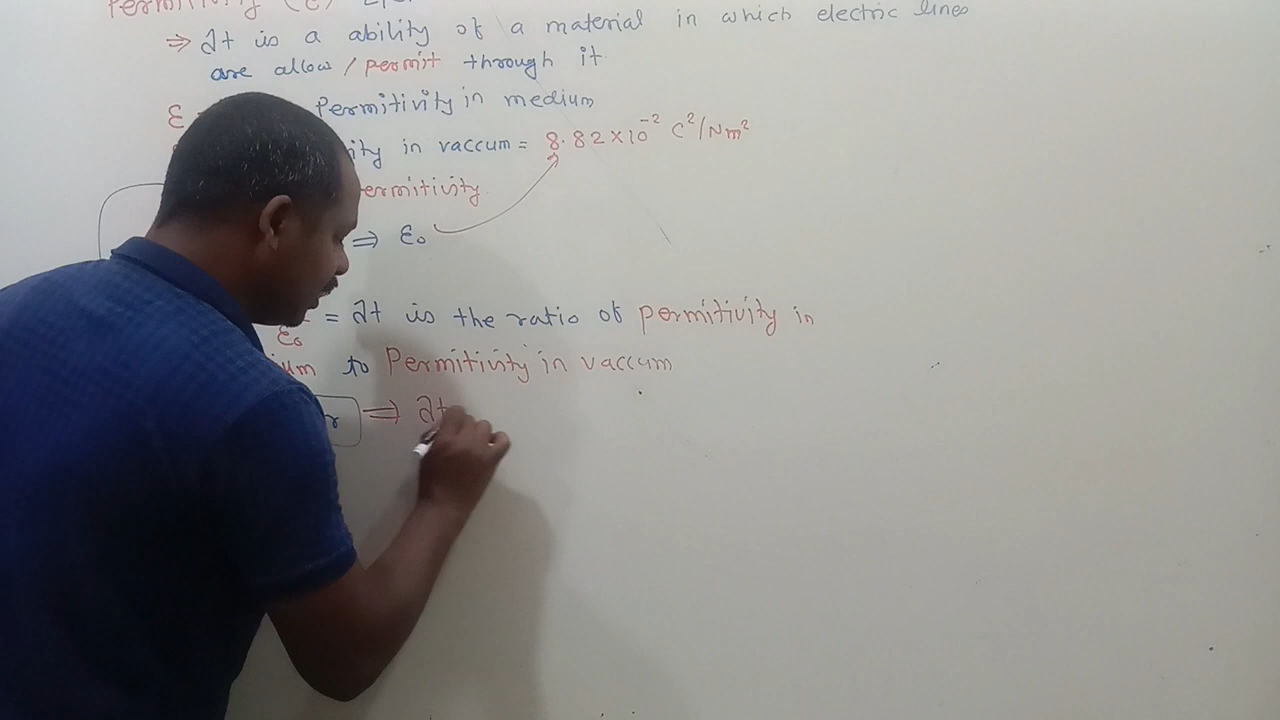 Permitivity (ε)
⇒ It is a ability of a material in which electric lines
are allow / permit through it
ε Permitivity in medium
ity in vaccum = 8.82 × 10⁻² C²/Nm²
ermitivity
⇒ ε₀
ε₀ = It is the ratio of permitivity in
ium to Permitivity in vaccum
r ⇒ It